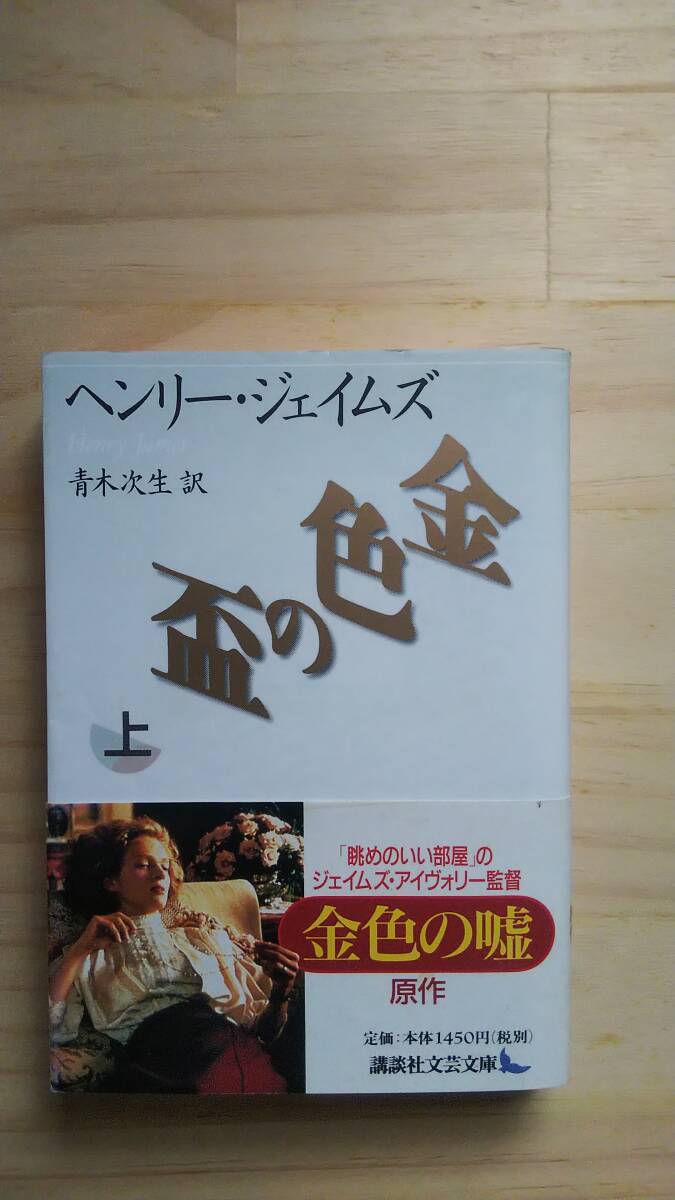 ヘンリー・ジェイムズ
Henry James
青木次生 訳
金色の盃
上
「眺めのいい部屋」の
ジェイムズ・アイヴォリー監督
金色の嘘
原作
定価:本体1450円(税別)
講談社文芸文庫